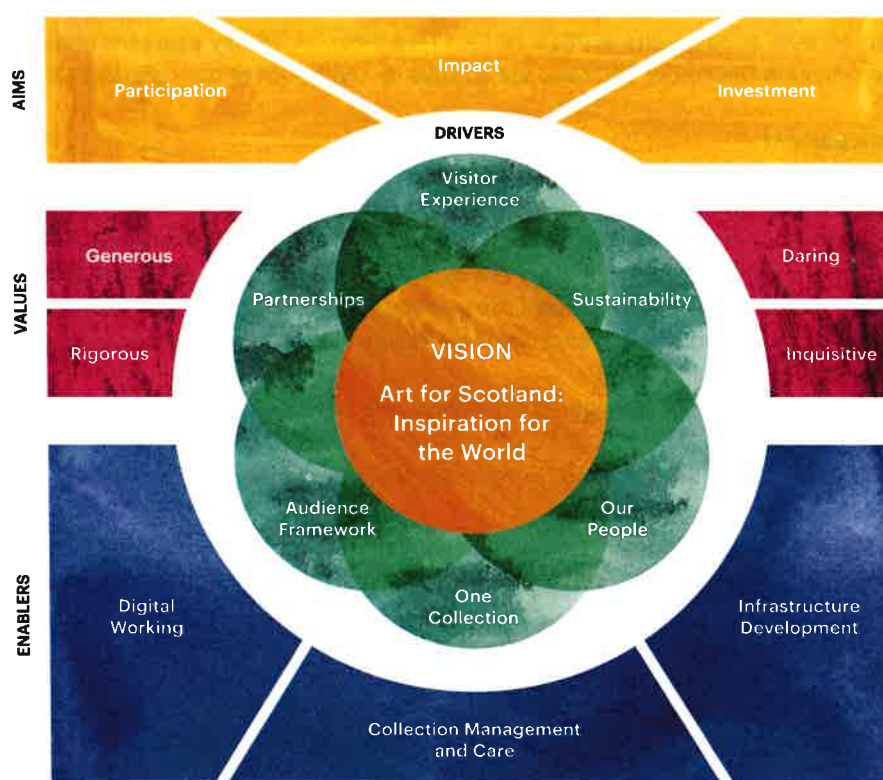 AIMS
Participation
Impact
Investment
DRIVERS
Visitor
Experience
VALUES
Generous
Daring
Partnerships
Sustainability
Rigorous
Inquisitive
VISION
Art for Scotland:
Inspiration for
the World
Audience
Framework
Our
People
ENABLERS
Digital
Working
One
Collection
Infrastructure
Development
Collection Management
and Care